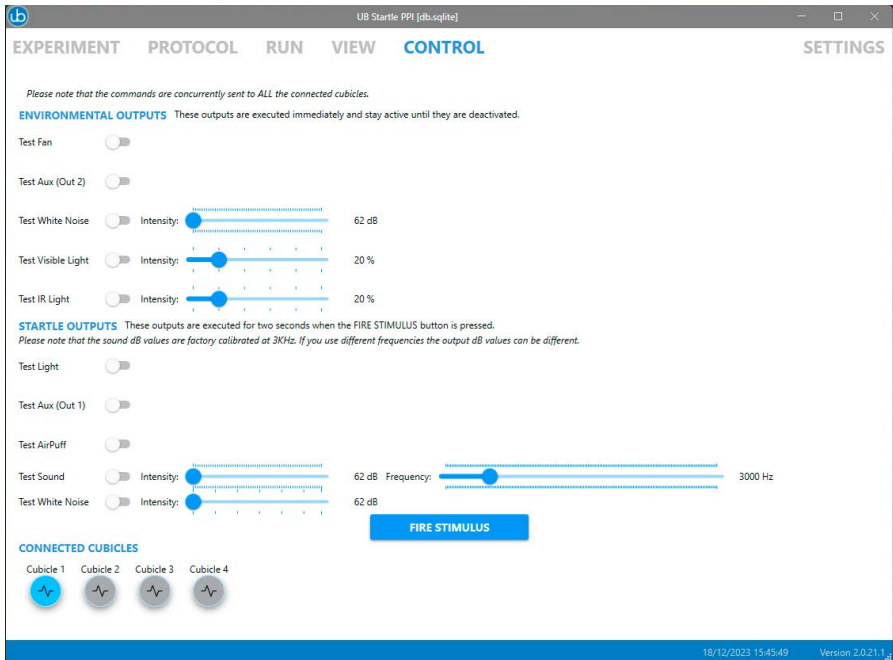 ub
UB Startle PPI [db.sqlite]
EXPERIMENT PROTOCOL RUN VIEW CONTROL SETTINGS
Please note that the commands are concurrently sent to ALL the connected cubicles.
ENVIRONMENTAL OUTPUTS These outputs are executed immediately and stay active until they are deactivated.
Test Fan
Test Aux (Out 2)
Test White Noise Intensity: 62 dB
Test Visible Light Intensity: 20 %
Test IR Light Intensity: 20 %
STARTLE OUTPUTS These outputs are executed for two seconds when the FIRE STIMULUS button is pressed.
Please note that the sound dB values are factory calibrated at 3KHz. If you use different frequencies the output dB values can be different.
Test Light
Test Aux (Out 1)
Test AirPuff
Test Sound Intensity: 62 dB Frequency: 3000 Hz
Test White Noise Intensity: 62 dB
FIRE STIMULUS
CONNECTED CUBICLES
Cubicle 1 Cubicle 2 Cubicle 3 Cubicle 4
18/12/2023 15:45:49 Version 2.0.21.1